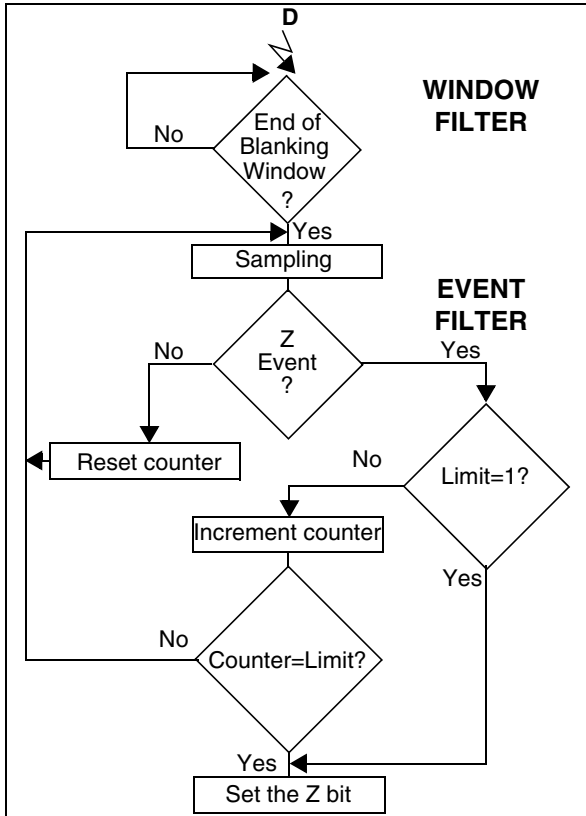 D
WINDOW
FILTER
No
End of
Blanking
Window
?
Yes
Sampling
EVENT
FILTER
No
Z
Event
?
Yes
Reset counter
No
Limit=1?
Increment counter
Yes
No
Counter=Limit?
Yes
Set the Z bit